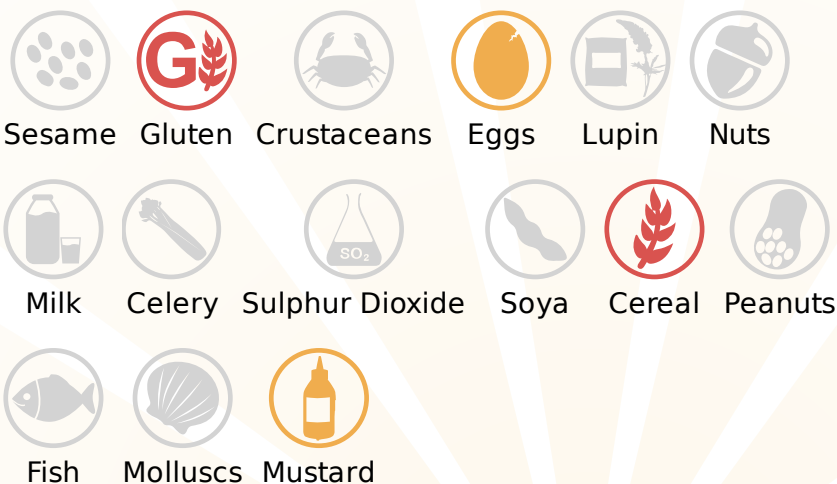 G
Sesame Gluten Crustaceans Eggs Lupin Nuts
SO₂
Milk Celery Sulphur Dioxide Soya Cereal Peanuts
Fish Molluscs Mustard